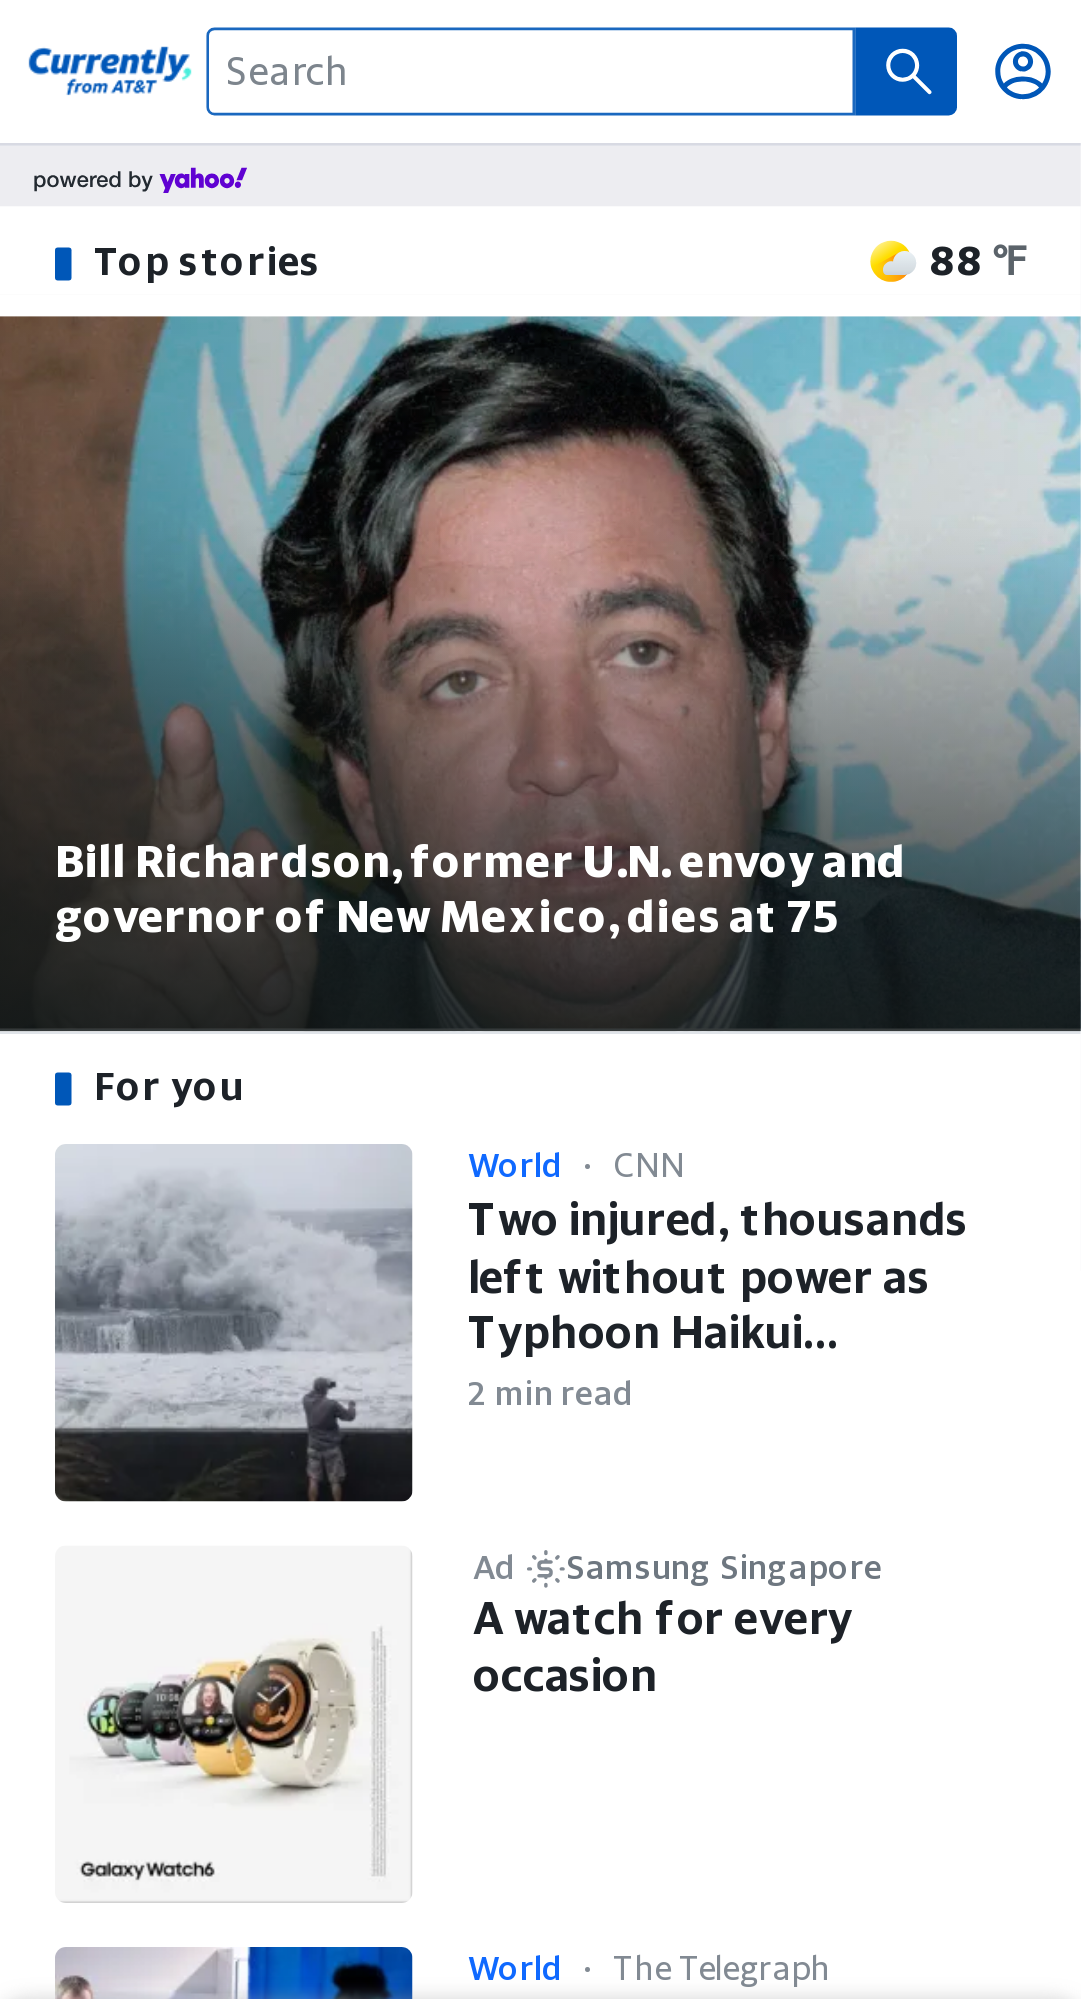 Currently,
from AT&T
Search
powered by yahoo!
Top stories
88 °F
Bill Richardson, former U.N. envoy and
governor of New Mexico, dies at 75
For you
World · CNN
Two injured, thousands
left without power as
Typhoon Haikui...
2 min read
Ad Samsung Singapore
A watch for every
occasion
10:08
Galaxy Watch6
World · The Telegraph